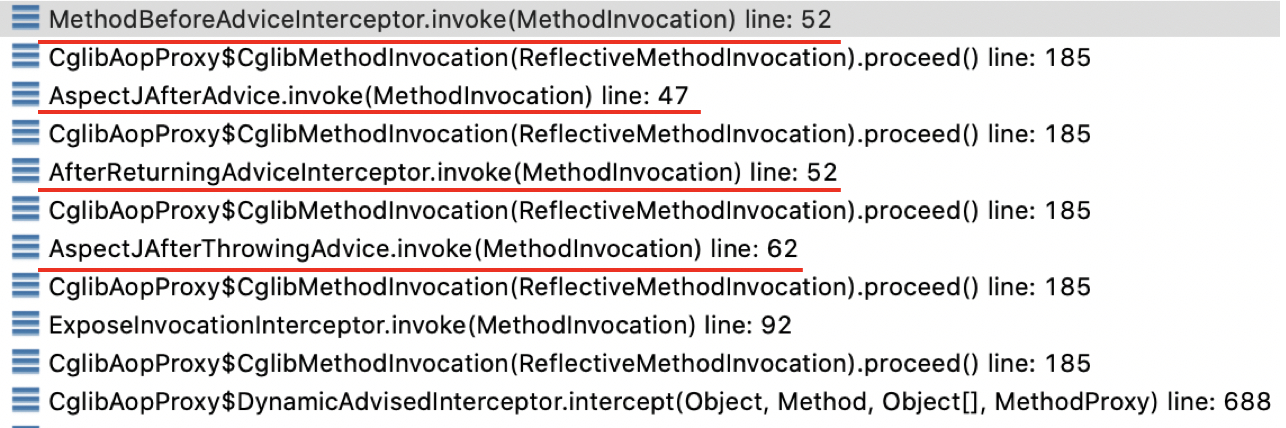 MethodBeforeAdviceInterceptor.invoke(MethodInvocation) line: 52
CglibAopProxy$CglibMethodInvocation(ReflectiveMethodInvocation).proceed() line: 185
AspectJAfterAdvice.invoke(MethodInvocation) line: 47
CglibAopProxy$CglibMethodInvocation(ReflectiveMethodInvocation).proceed() line: 185
AfterReturningAdviceInterceptor.invoke(MethodInvocation) line: 52
CglibAopProxy$CglibMethodInvocation(ReflectiveMethodInvocation).proceed() line: 185
AspectJAfterThrowingAdvice.invoke(MethodInvocation) line: 62
CglibAopProxy$CglibMethodInvocation(ReflectiveMethodInvocation).proceed() line: 185
ExposeInvocationInterceptor.invoke(MethodInvocation) line: 92
CglibAopProxy$CglibMethodInvocation(ReflectiveMethodInvocation).proceed() line: 185
CglibAopProxy$DynamicAdvisedInterceptor.intercept(Object, Method, Object[], MethodProxy) line: 688